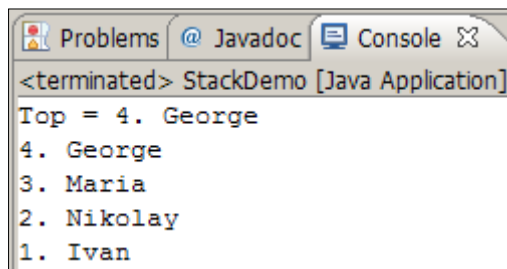 Problems @ Javadoc Console
<terminated> StackDemo [Java Application]
Top = 4. George
4. George
3. Maria
2. Nikolay
1. Ivan